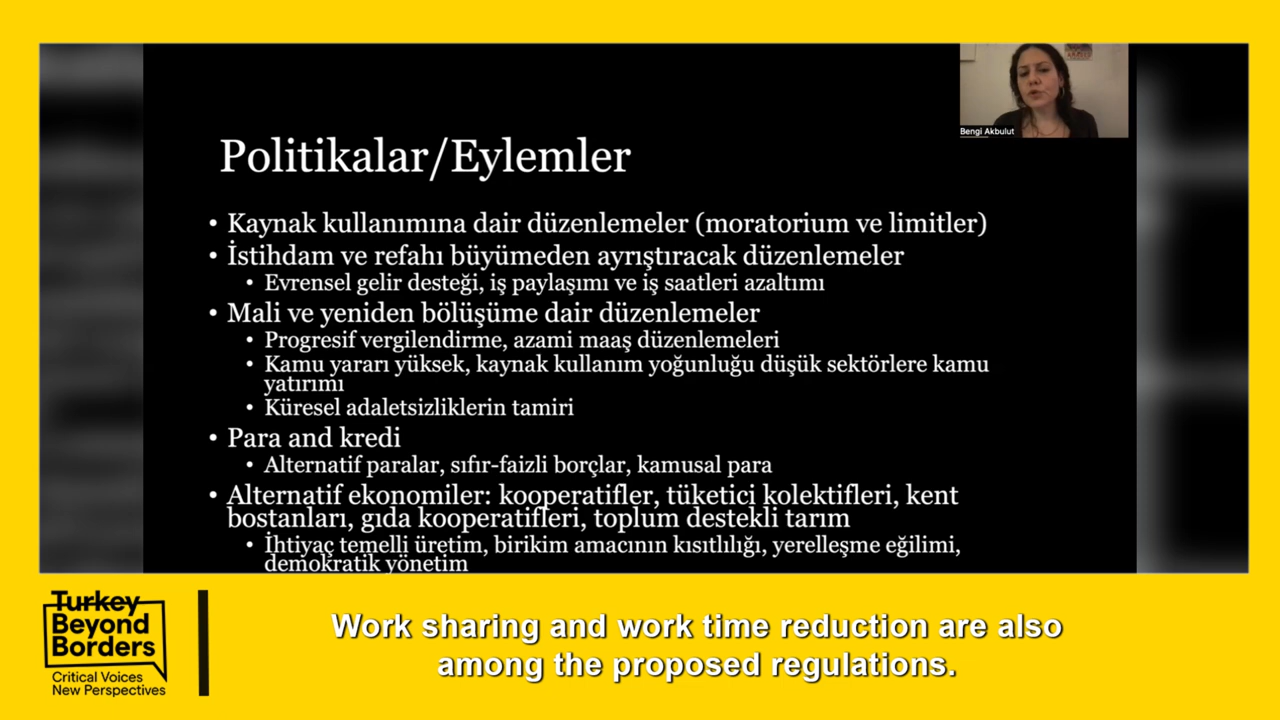 Bengi Akbulut
Politikalar/Eylemler
• Kaynak kullanımına dair düzenlemeler (moratorium ve limitler)
• İstihdam ve refahı büyümeden ayrıştıracak düzenlemeler
• Evrensel gelir desteği, iş paylaşımı ve iş saatleri azaltımı
• Mali ve yeniden bölüşüme dair düzenlemeler
• Progresif vergilendirme, azami maaş düzenlemeleri
• Kamu yararı yüksek, kaynak kullanım yoğunluğu düşük sektörlere kamu
yatırımı
• Küresel adaletsizliklerin tamiri
• Para and kredi
• Alternatif paralar, sıfır-faizli borçlar, kamusal para
• Alternatif ekonomiler: kooperatifler, tüketici kolektifleri, kent
bostanları, gıda kooperatifleri, toplum destekli tarım
• İhtiyaç temelli üretim, birikim amacının kısıtlılığı, yerelleşme eğilimi,
demokratik yönetim
Turkey
Beyond
Borders
Critical Voices
New Perspectives
Work sharing and work time reduction are also
among the proposed regulations.